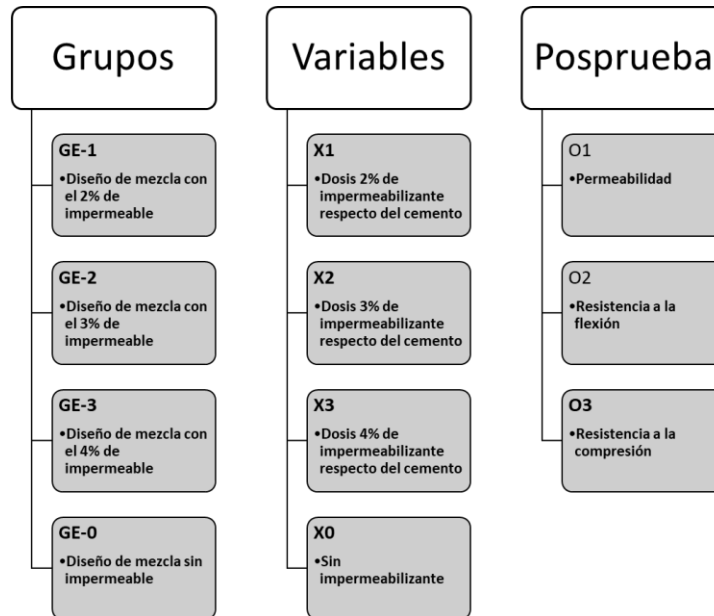 Grupos
GE-1
•Diseño de mezcla con
el 2% de
impermeable
GE-2
•Diseño de mezcla con
el 3% de
impermeable
GE-3
•Diseño de mezcla con
el 4% de
impermeable
GE-0
•Diseño de mezcla sin
impermeable
Variables
X1
•Dosis 2% de
impermeabilizante
respecto del cemento
X2
•Dosis 3% de
impermeabilizante
respecto del cemento
X3
•Dosis 4% de
impermeabilizante
respecto del cemento
X0
•Sin
impermeabilizante
Posprueba
O1
•Permeabilidad
O2
•Resistencia a la
flexión
O3
•Resistencia a la
compresión